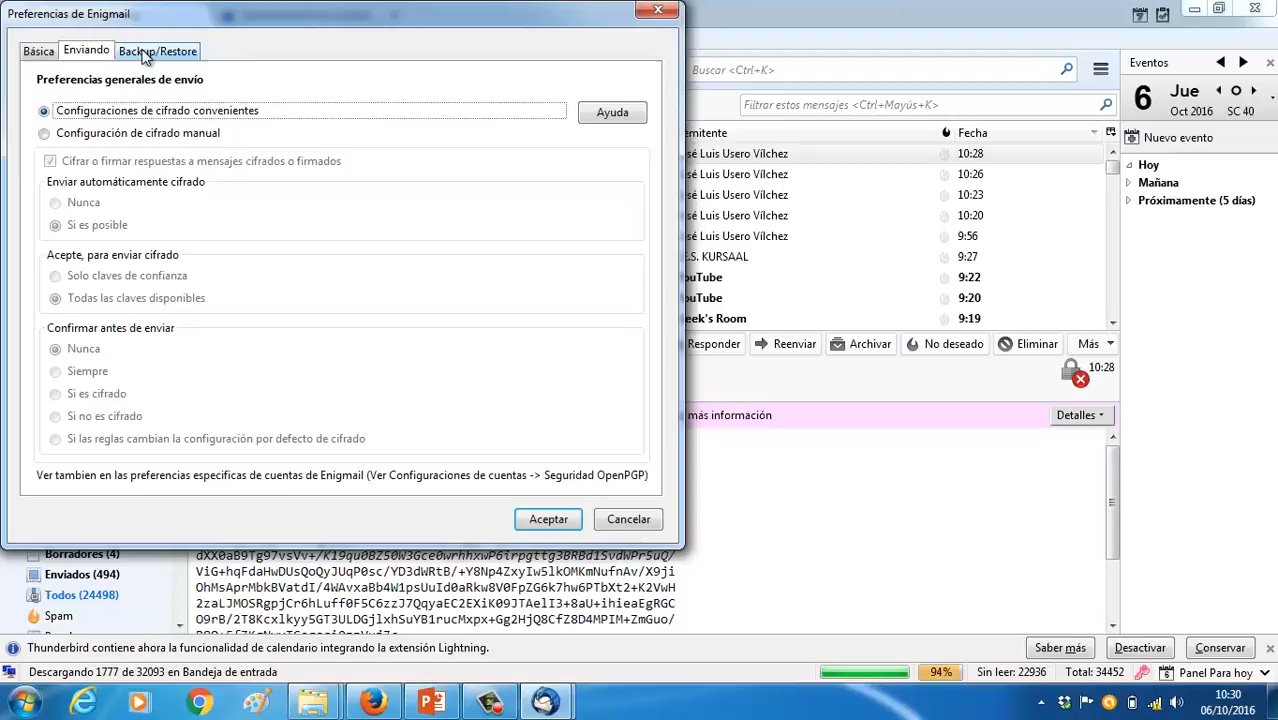 Preferencias de Enigmail
Básica Enviando Backup/Restore
Preferencias generales de envío
Configuraciones de cifrado convenientes
Ayuda
Configuración de cifrado manual
Cifrar o firmar respuestas a mensajes cifrados o firmados
Enviar automáticamente cifrado
Nunca
Si es posible
Acepte, para enviar cifrado
Solo claves de confianza
Todas las claves disponibles
Confirmar antes de enviar
Nunca
Siempre
Si es cifrado
Si no es cifrado
Si las reglas cambian la configuración por defecto de cifrado
Ver tambien en las preferencias especificas de cuentas de Enigmail (Ver Configuraciones de cuentas -> Seguridad OpenPGP)
Aceptar Cancelar
Buscar <Ctrl+K>
Filtrar estos mensajes <Ctrl+Mayús+K>
emitente Fecha
sé Luis Usero Vílchez 10:28
sé Luis Usero Vílchez 10:26
sé Luis Usero Vílchez 10:23
sé Luis Usero Vílchez 10:20
sé Luis Usero Vílchez 9:56
.S. KURSAAL 9:27
ouTube 9:22
ouTube 9:20
eek's Room 9:19
Responder Reenviar Archivar No deseado Eliminar Más
10:28
más información Detalles
Eventos
6 Jue
Oct 2016 SC 40
Nuevo evento
Hoy
Mañana
Próximamente (5 días)
Borradores (4)
Enviados (494)
Todos (24498)
Spam
ViG+hqFdaHwDUsQoQyJUqP0sc/YD3dWRtB/+Y8Np4ZxyIw5lkOMKmNufnAv/X9ji
OhMsAprMbkBVatdI/4WAvxaBb4W1psUuId0aRkw8V0FpZG6k7hw6PTbXt2+K2VwH
2zaLJMOSRgpjCr6hLuff0F5C6zzJ7QqyaEC2EXiK09JTAelI3+8aU+ihieaEgRGC
O9rB/2T8Kcxlkyy5GT3ULDGjlxhSuYB1rucMxpx+Gg2HjQ8CfZ8D4MPIM+ZmGuo/
Thunderbird contiene ahora la funcionalidad de calendario integrando la extensión Lightning.
Saber más Desactivar Conservar
Descargando 1777 de 32093 en Bandeja de entrada
94% Sin leer: 22936 Total: 34452 Panel Para hoy
10:30
06/10/2016